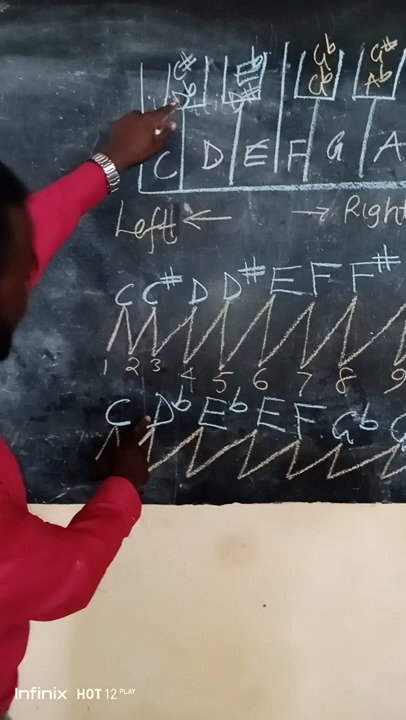 C# Eb Gb G#
Db D# Ab
C D E F G A
Left ← → Right
C C# D D# E F F#
1 2 3 4 5 6 7 8 9
C Db Eb E F Gb G
Infinix HOT 12 PLAY